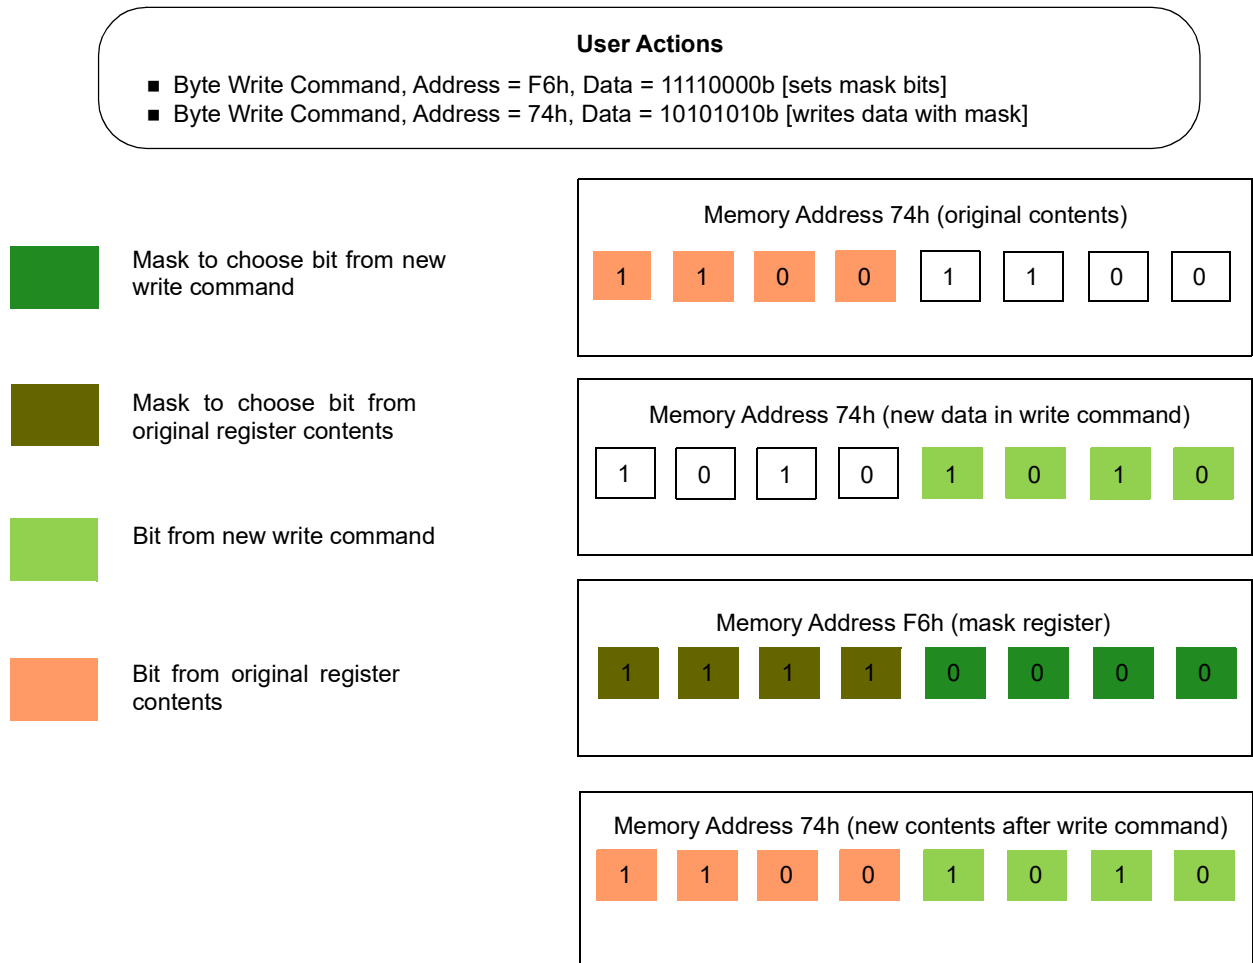 User Actions
■ Byte Write Command, Address = F6h, Data = 11110000b [sets mask bits]
■ Byte Write Command, Address = 74h, Data = 10101010b [writes data with mask]
Mask to choose bit from new
write command
Mask to choose bit from
original register contents
Bit from new write command
Bit from original register
contents
Memory Address 74h (original contents)
1 1 0 0 1 1 0 0
Memory Address 74h (new data in write command)
1 0 1 0 1 0 1 0
Memory Address F6h (mask register)
1 1 1 1 0 0 0 0
Memory Address 74h (new contents after write command)
1 1 0 0 1 0 1 0